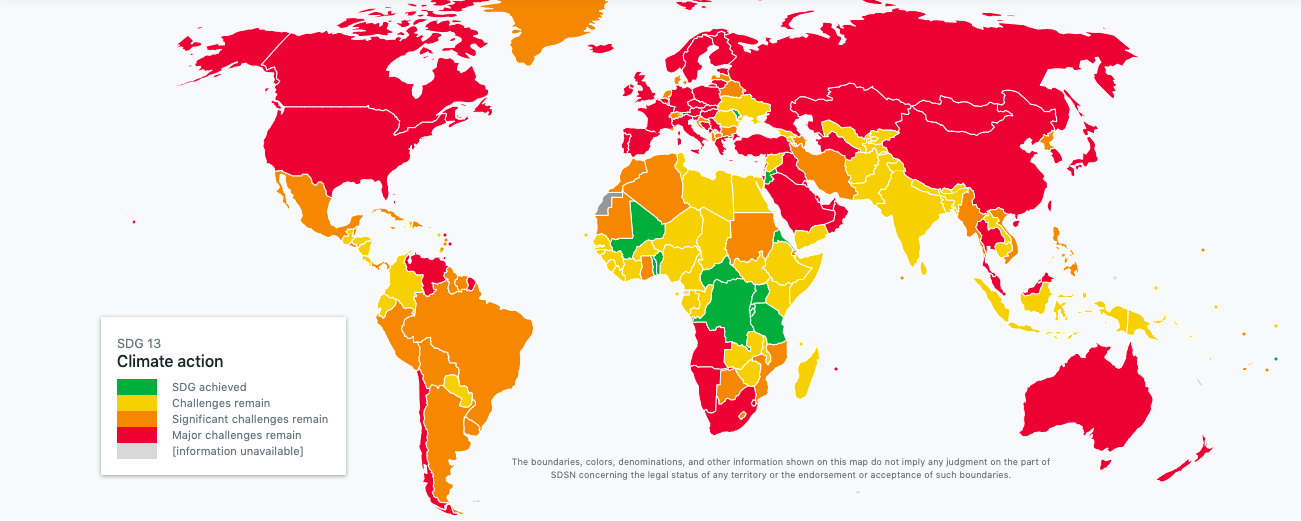 SDG 13
Climate action
SDG achieved
Challenges remain
Significant challenges remain
Major challenges remain
[information unavailable]
The boundaries, colors, denominations, and other information shown on this map do not imply any judgment on the part of
SDSN concerning the legal status of any territory or the endorsement or acceptance of such boundaries.